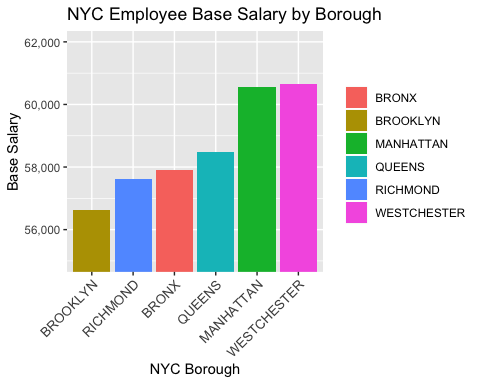 NYC Employee Base Salary by Borough
62,000
60,000
58,000
56,000
Base Salary
BROOKLYN
RICHMOND
BRONX
QUEENS
MANHATTAN
WESTCHESTER
NYC Borough
BRONX
BROOKLYN
MANHATTAN
QUEENS
RICHMOND
WESTCHESTER